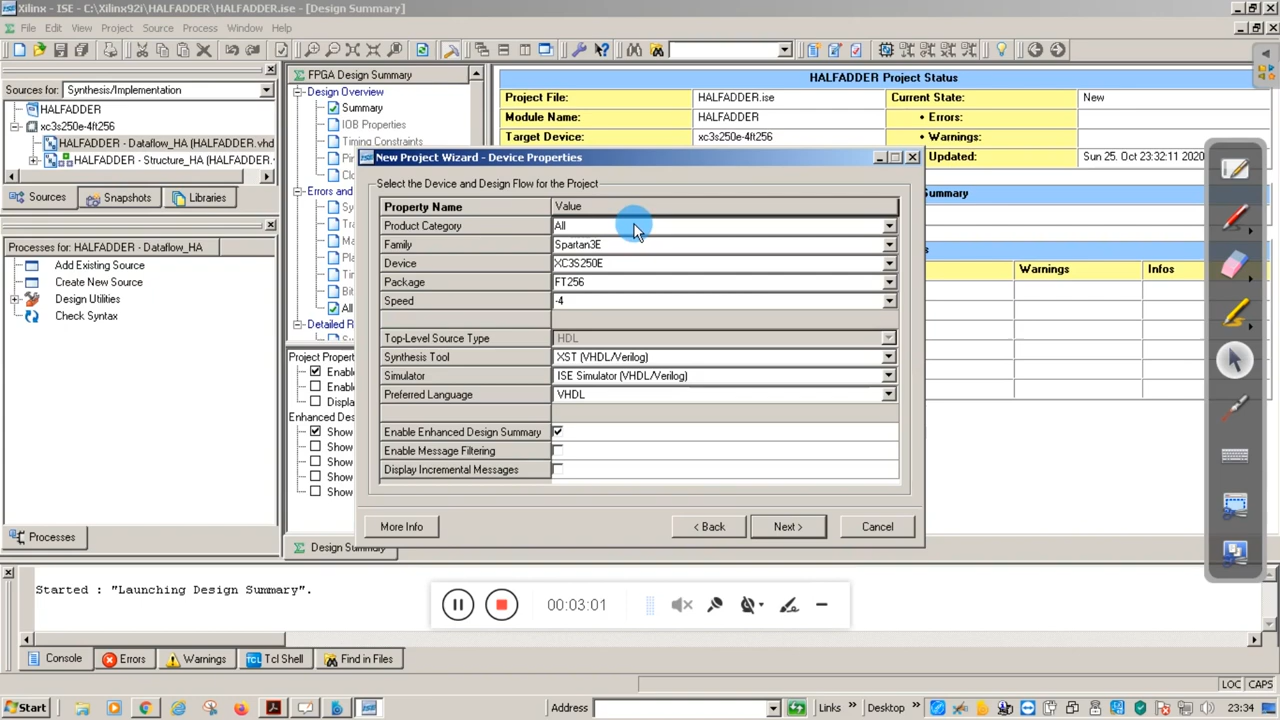 Xilinx - ISE - C:\Xilinx92i\HALFADDER\HALFADDER.ise - [Design Summary]
File Edit View Project Source Process Window Help
Sources for: Synthesis/Implementation
HALFADDER
xc3s250e-4ft256
HALFADDER - Dataflow_HA (HALFADDER.vhd
HALFADDER - Structure_HA (HALFADDER.
Sources Snapshots Libraries
Processes for: HALFADDER - Dataflow_HA
Add Existing Source
Create New Source
Design Utilities
Check Syntax
Processes
FPGA Design Summary
Design Overview
Summary
IOB Properties
Timing Constraints
Errors and
All
Detailed R
Project Propert
Enabl
Enabl
Displa
Enhanced Des
Show
Show
Show
Show
Show
Design Summary
HALFADDER Project Status
Project File: HALFADDER.ise Current State: New
Module Name: HALFADDER • Errors:
Target Device: xc3s250e-4ft256 • Warnings:
Updated: Sun 25. Oct 23:32:11 2020
Summary
Warnings Infos
New Project Wizard - Device Properties
Select the Device and Design Flow for the Project
Property Name Value
Product Category All
Family Spartan3E
Device XC3S250E
Package FT256
Speed -4
Top-Level Source Type HDL
Synthesis Tool XST (VHDL/Verilog)
Simulator ISE Simulator (VHDL/Verilog)
Preferred Language VHDL
Enable Enhanced Design Summary
Enable Message Filtering
Display Incremental Messages
More Info < Back Next > Cancel
Started : "Launching Design Summary".
00:03:01
Console Errors Warnings Tcl Shell Find in Files
LOC CAPS
Start Address Links » Desktop » 23:34